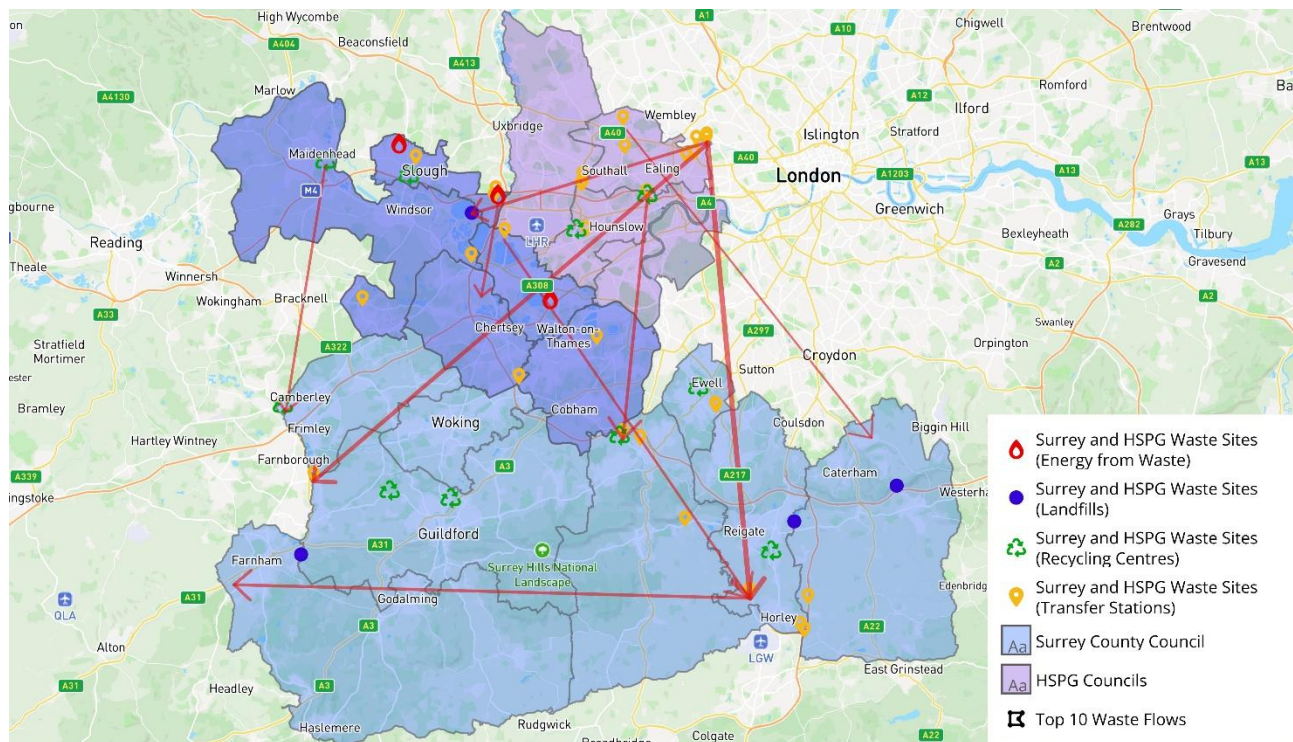 High Wycombe
A1
A10
Chigwell
Brentwood
Beaconsfield
A404
A413
A12
Romford
Marlow
Ilford
A4130
Uxbridge
Wembley
A40
Islington
Stratford
Maidenhead
Slough
Southall
Ealing
A40
London
A1203
A13
A13
M4
Windsor
A4
Greenwich
A282
Grays
Tilbury
Reading
LHR
Hounslow
Bexleyheath
Gravesend
Theale
Winnersh
A2
Wokingham
Bracknell
A308
A2
A33
Chertsey
Walton-on-
Thames
A297
Swanley
Stratfield
Mortimer
A322
Croydon
Orpington
Sutton
Ewell
Camberley
Bramley
Woking
Cobham
Coulsdon
Biggin Hill
Hartley Wintney
Frimley
Farnborough
A3
A217
Caterham
A339
Guildford
Reigate
Farnham
A31
Surrey Hills National
Landscape
QLA
A31
Godalming
Horley
A3
A22
Alton
LGW
East Grinstead
A31
Headley
A3
Haslemere
Rudgwick
Colgate
A22
Surrey and HSPG Waste Sites
(Energy from Waste)
Surrey and HSPG Waste Sites
(Landfills)
Surrey and HSPG Waste Sites
(Recycling Centres)
Surrey and HSPG Waste Sites
(Transfer Stations)
Aa
Surrey County Council
Aa
HSPG Councils
Top 10 Waste Flows